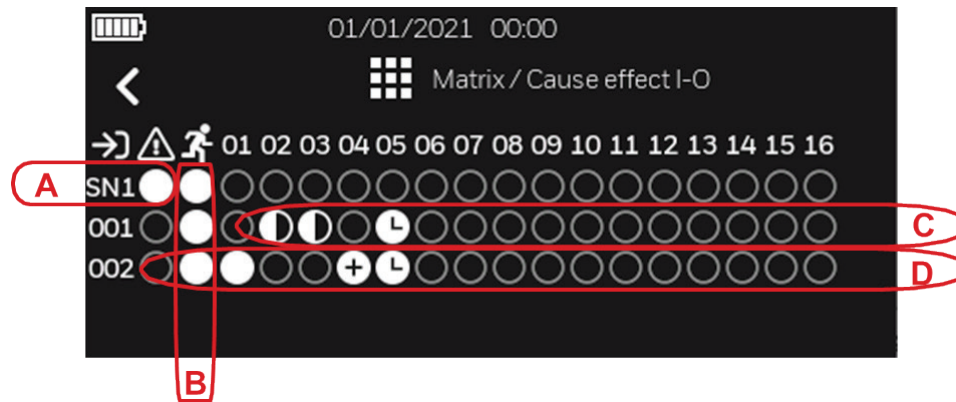 01/01/2021 00:00
Matrix / Cause effect I-O
01 02 03 04 05 06 07 08 09 10 11 12 13 14 15 16
A SN1
001 C
002 D
B